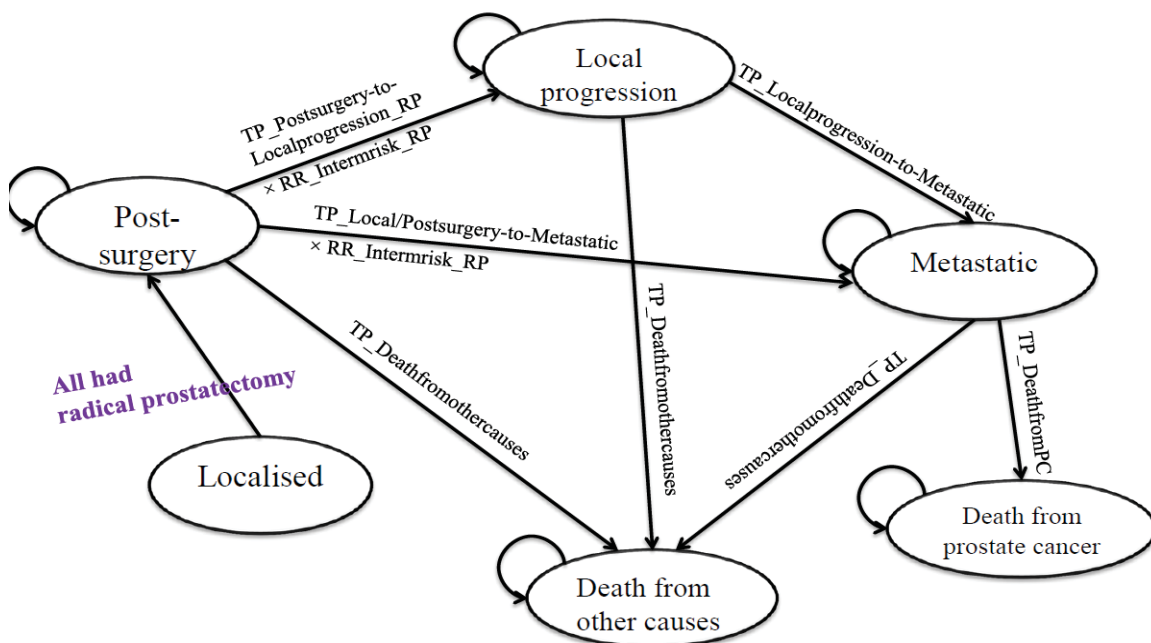 Local
progression
TP_Postsurgery-to-
Localprogression_RP
× RR_Intermrisk_RP
TP_Localprogression-to-Metastatic
Post-
surgery
TP_Local/Postsurgery-to-Metastatic
× RR_Intermrisk_RP
Metastatic
TP_Deathfromothercauses
TP_Deathfromothercauses
TP_Deathfromothercauses
TP_DeathfromPC
All had
radical prostatectomy
Localised
Death from
prostate cancer
Death from
other causes